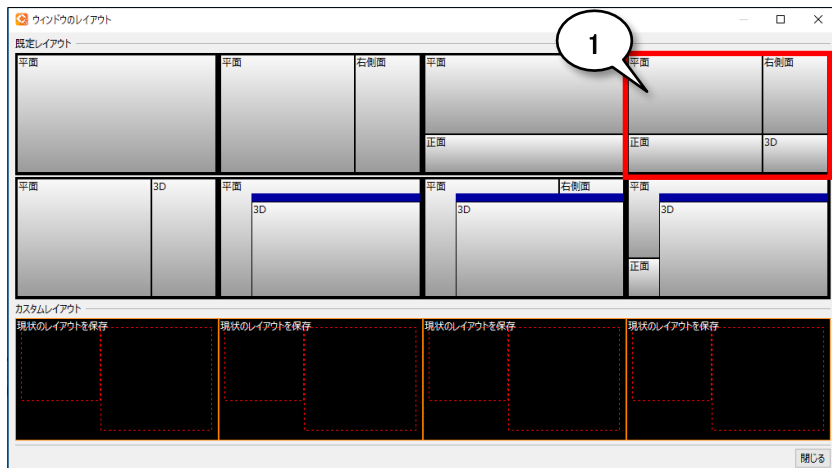 ウィンドウのレイアウト
既定レイアウト
1
平面
平面 右側面
平面
正面
平面 右側面
正面 3D
平面 3D
平面
3D
平面 右側面
3D
平面
3D
正面
カスタムレイアウト
現状のレイアウトを保存 現状のレイアウトを保存 現状のレイアウトを保存 現状のレイアウトを保存
閉じる